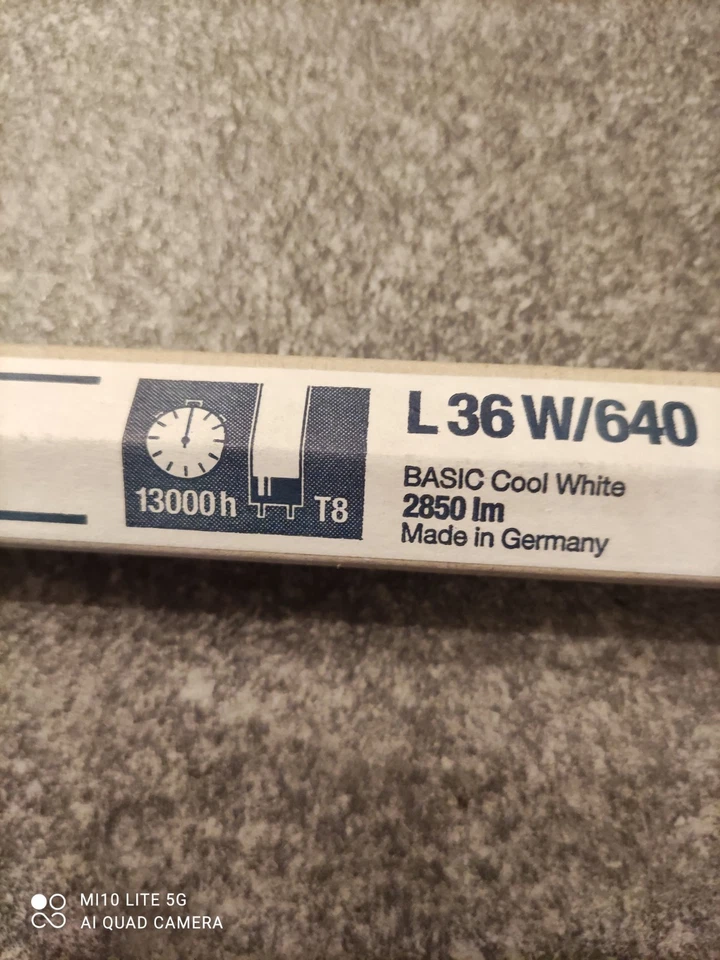 13000h
T8
L 36 W/640
BASIC Cool White
2850 lm
Made in Germany
MI10 LITE 5G
AI QUAD CAMERA